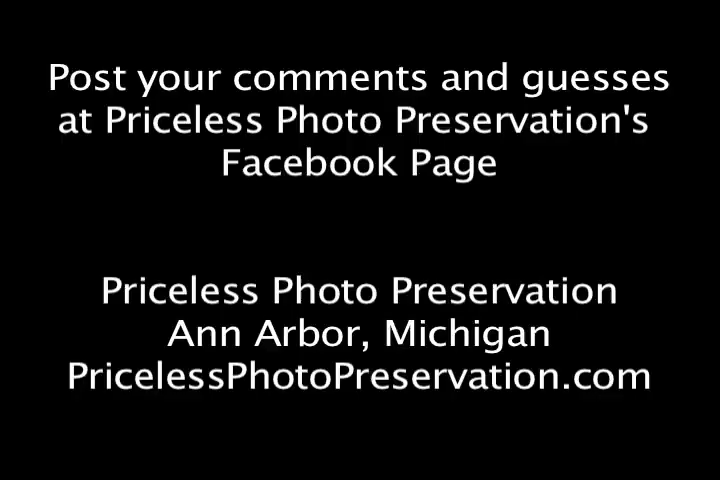 Post your comments and guesses
at Priceless Photo Preservation's
Facebook Page
Priceless Photo Preservation
Ann Arbor, Michigan
PricelessPhotoPreservation.com